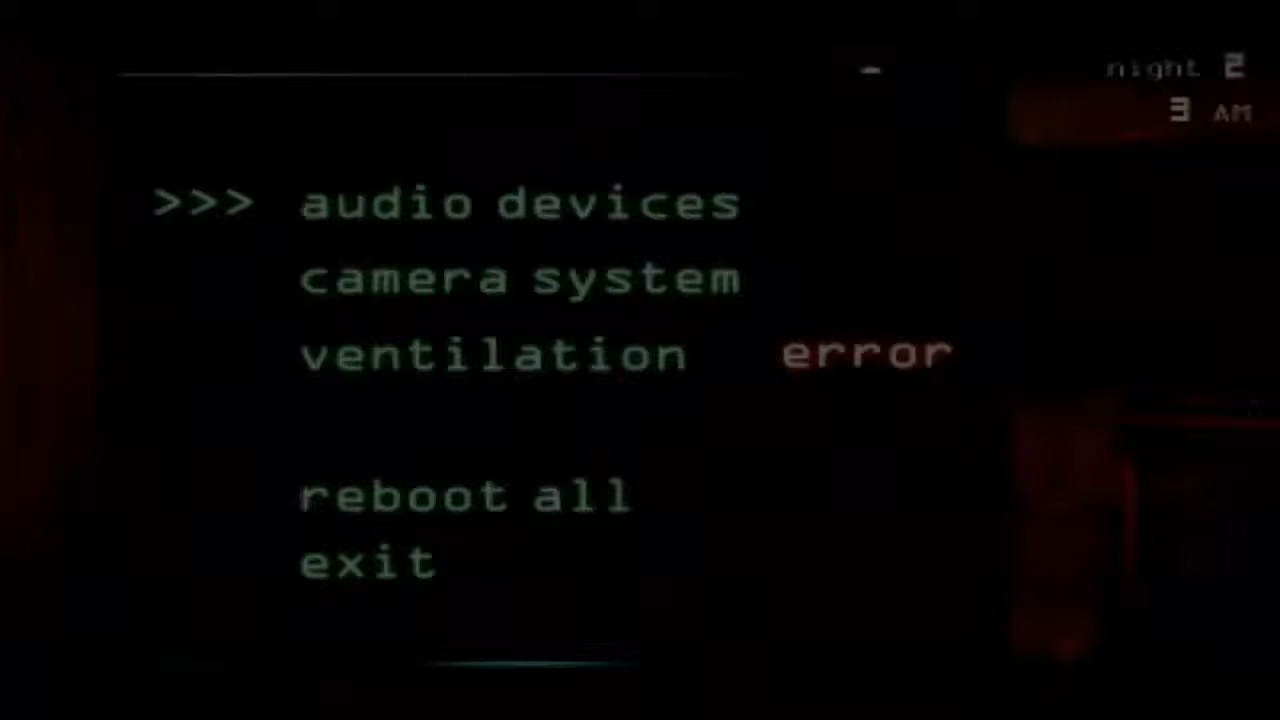 night 2
3 AM
>>> audio devices
camera system
ventilation error
reboot all
exit